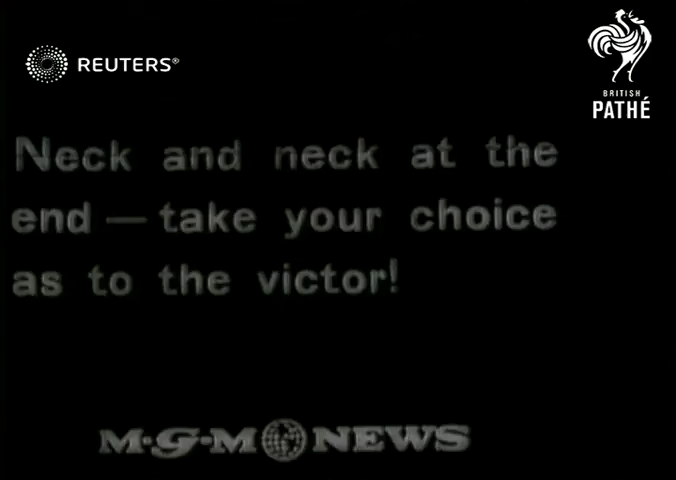 REUTERS®
BRITISH
PATHÉ
Neck and neck at the
end — take your choice
as to the victor!
M·G·M NEWS